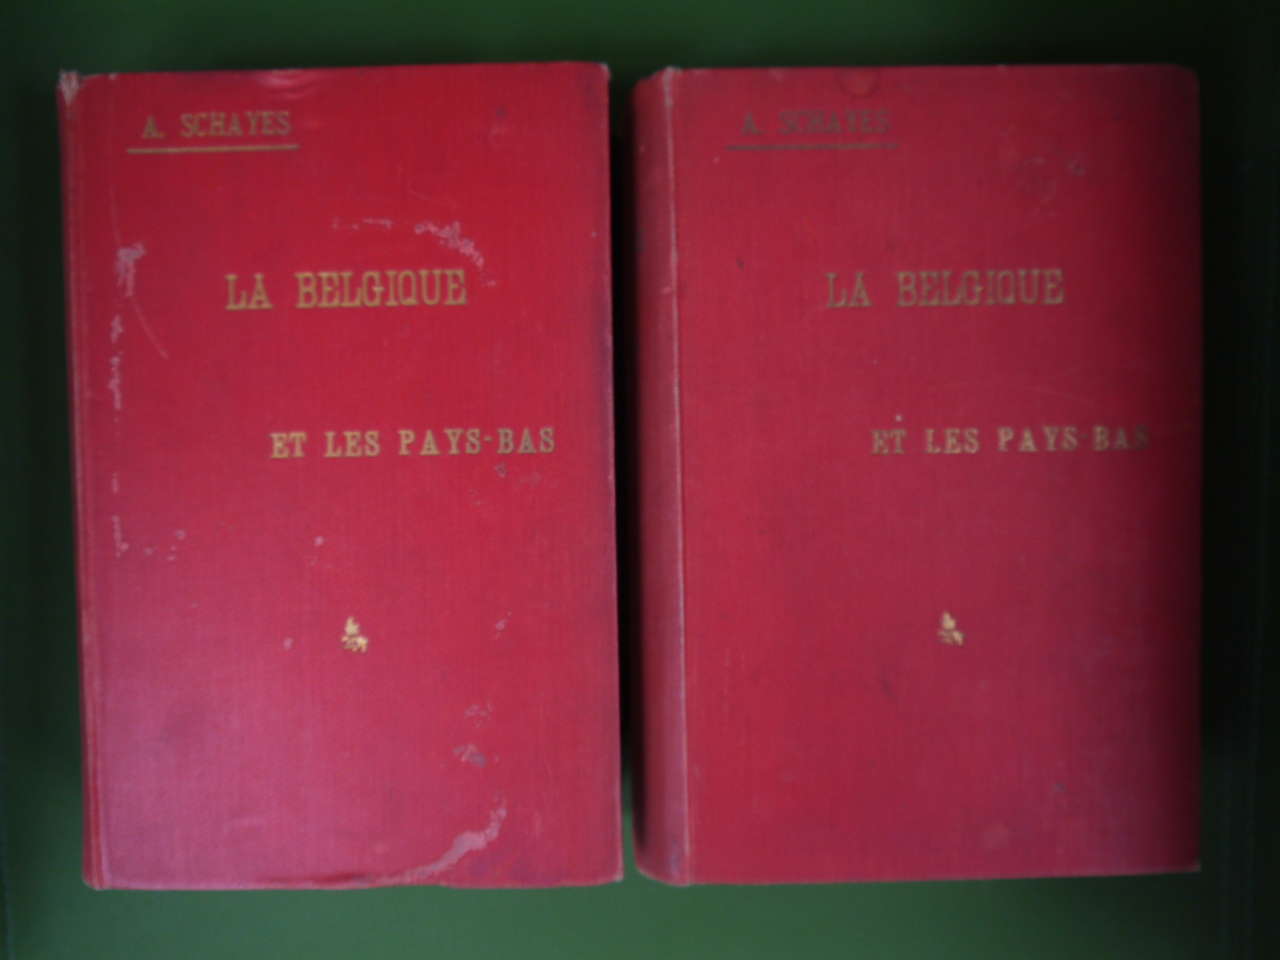 A. SCHAYES
LA BELGIQUE
ET LES PAYS-BAS
A. SCHAYES
LA BELGIQUE
ET LES PAYS-BAS